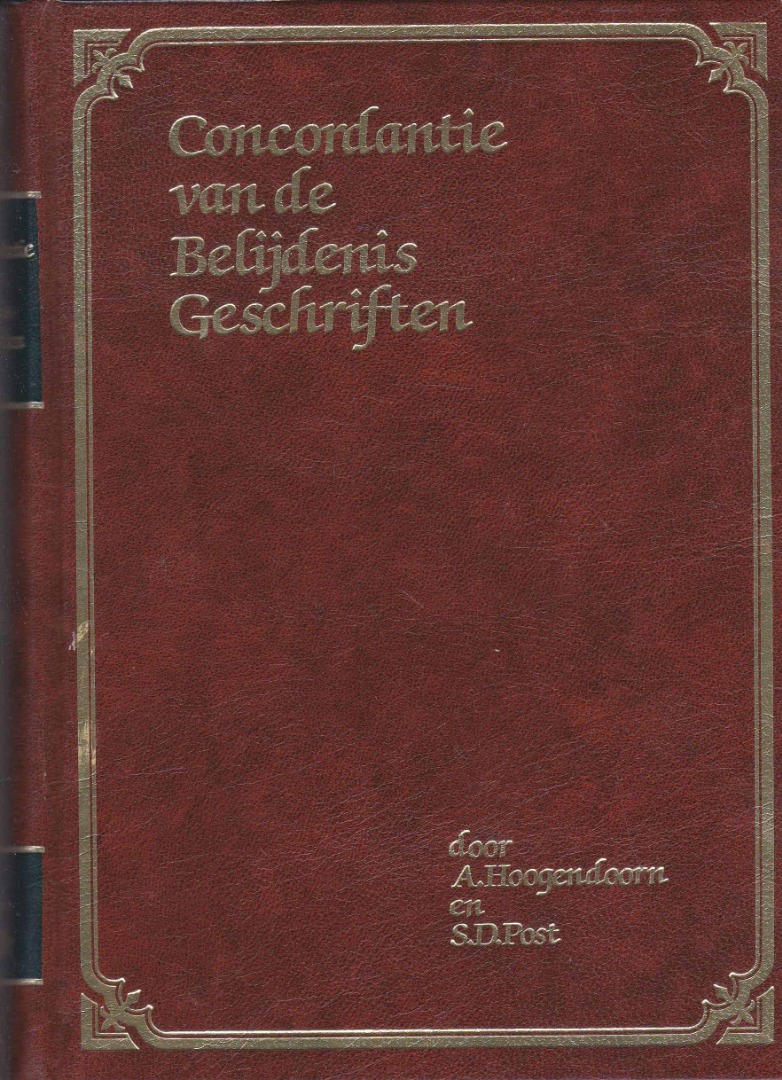 Concordantie
van de
Belijdenis
Geschriften
door
A.Hoogendoorn
en
S.D.Post